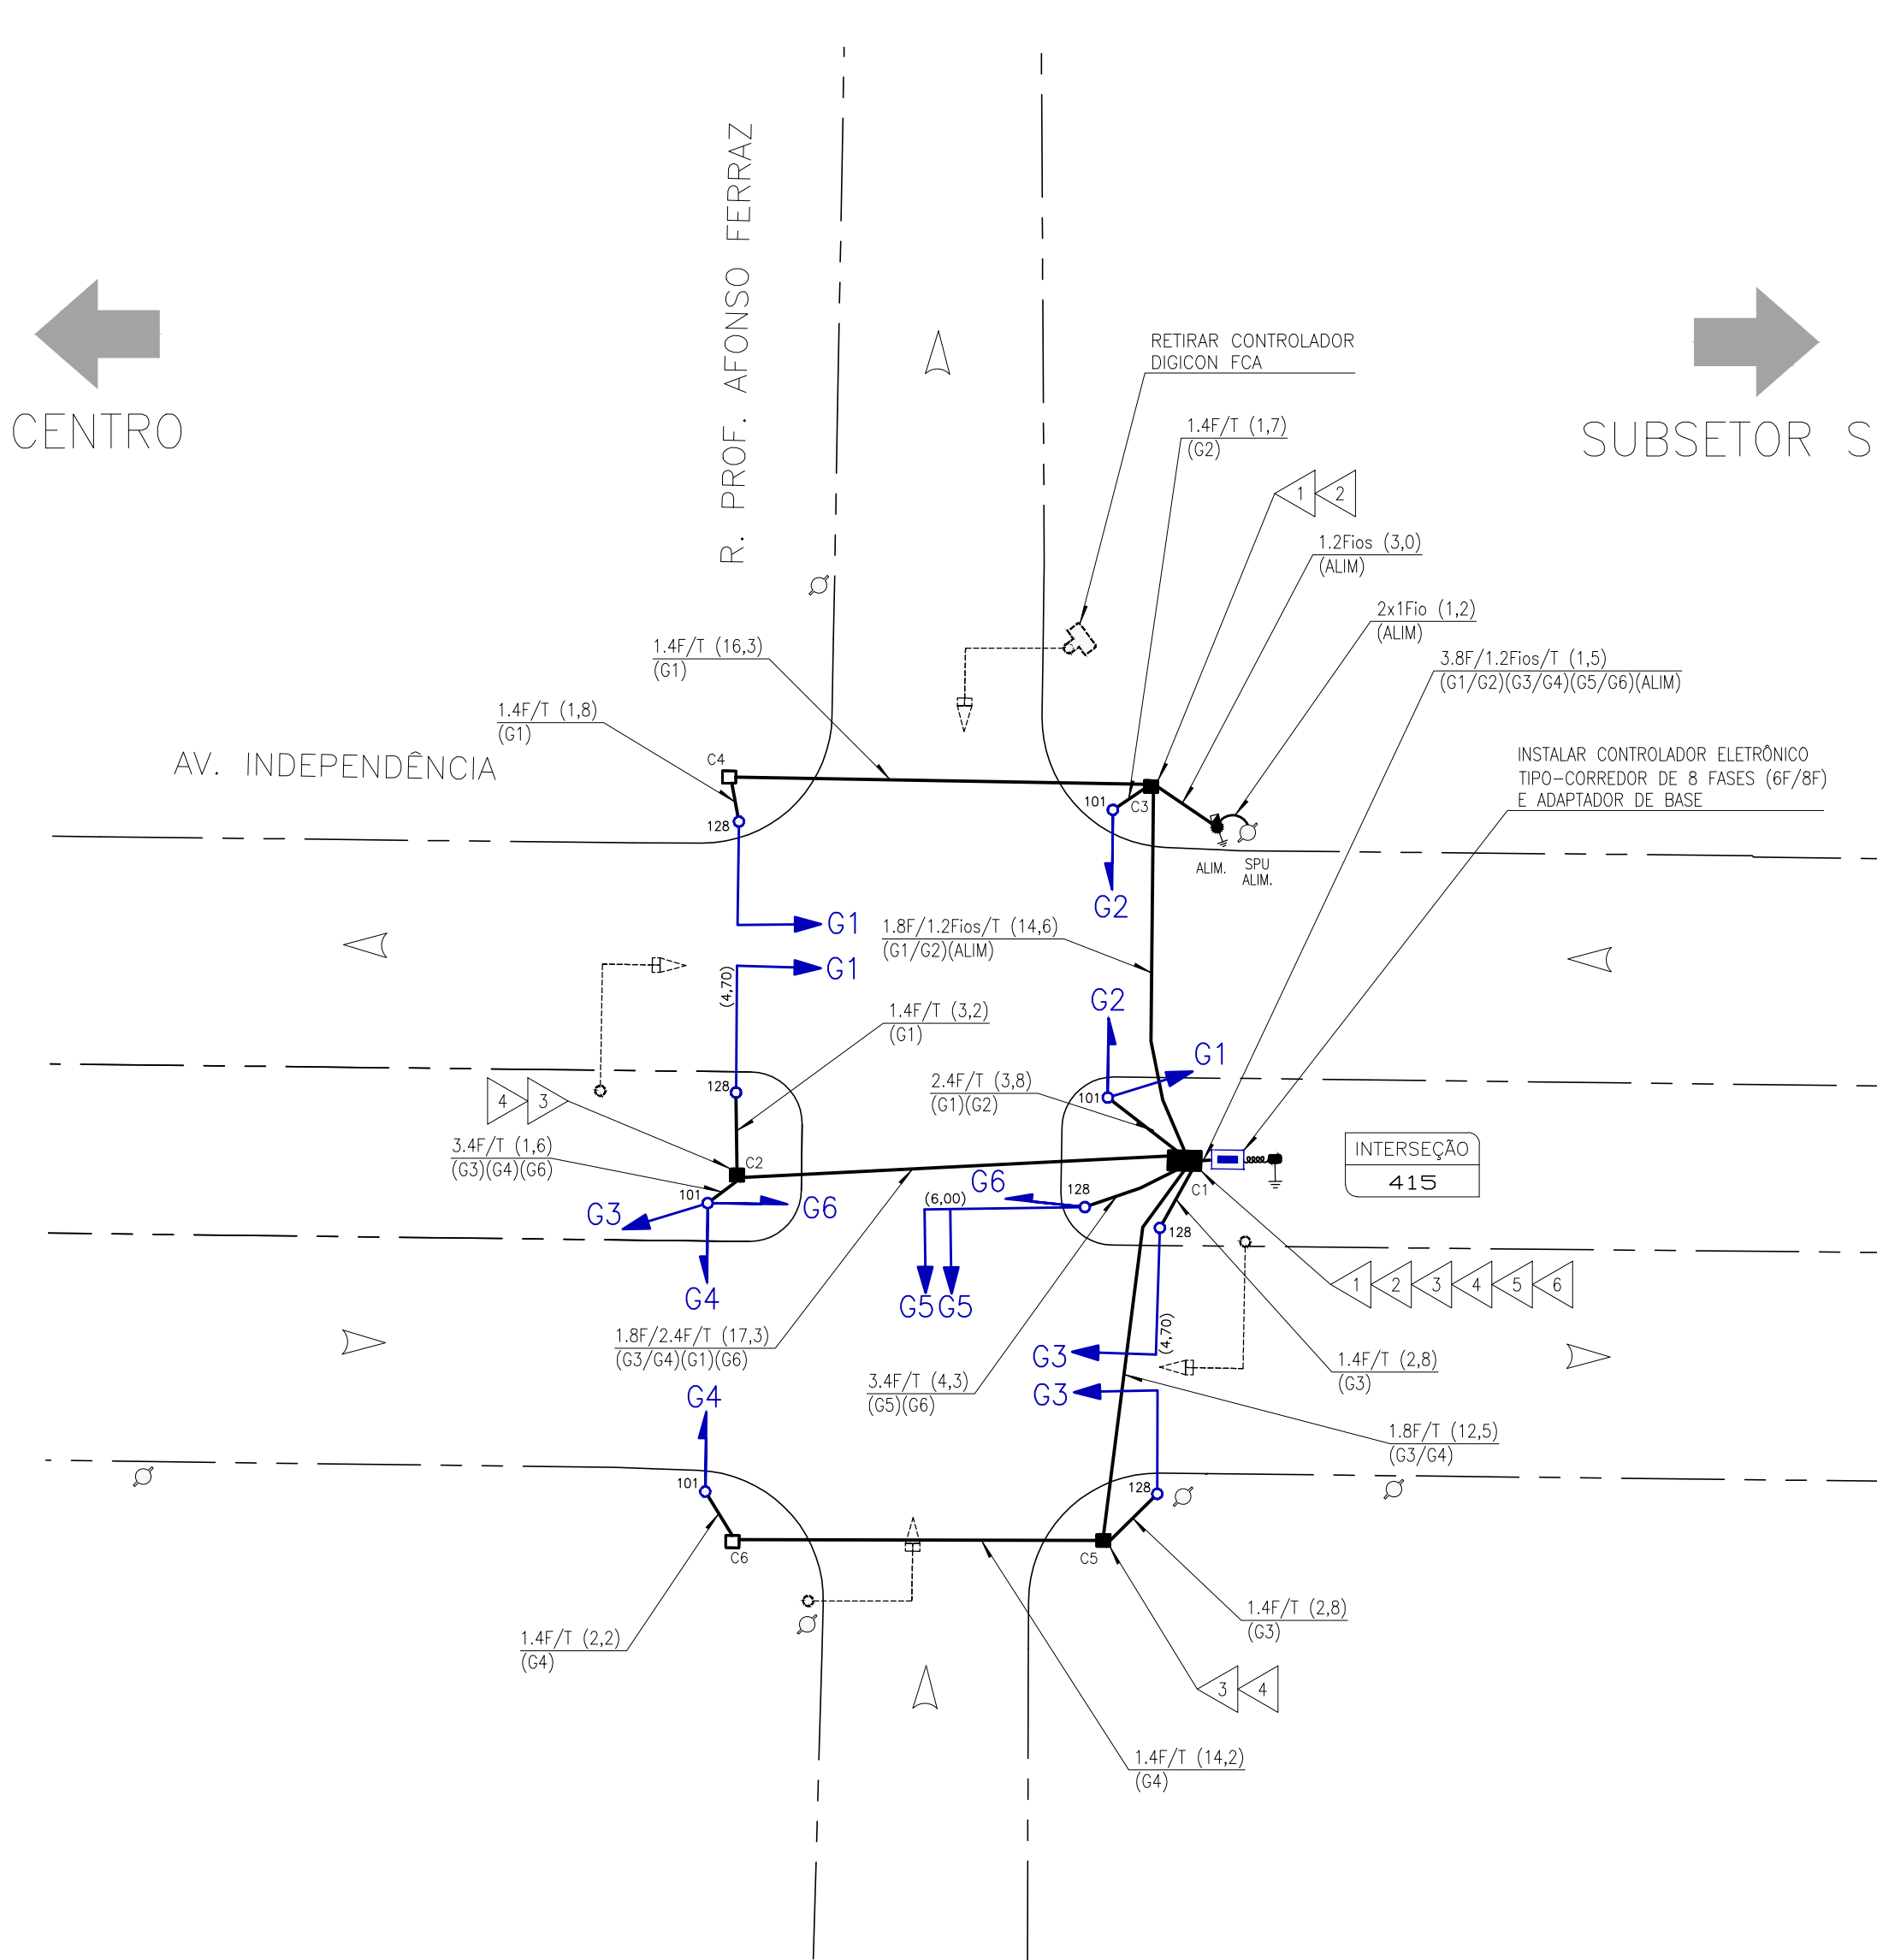 R. PROF. AFONSO FERRAZ
CENTRO
SUBSETOR S
RETIRAR CONTROLADOR
DIGICON FCA
1.4F/T (1,7)
(G2)
1
2
1.2Fios (3,0)
(ALIM)
2x1Fio (1,2)
(ALIM)
3.8F/1.2Fios/T (1,5)
(G1/G2)(G3/G4)(G5/G6)(ALIM)
1.4F/T (16,3)
(G1)
1.4F/T (1,8)
(G1)
AV. INDEPENDÊNCIA
INSTALAR CONTROLADOR ELETRÔNICO
TIPO-CORREDOR DE 8 FASES (6F/8F)
E ADAPTADOR DE BASE
C4
128
101
C3
ALIM.
SPU
ALIM.
G2
G1
1.8F/1.2Fios/T (14,6)
(G1/G2)(ALIM)
G1
(4,70)
1.4F/T (3,2)
(G1)
G2
G1
2.4F/T (3,8)
(G1)(G2)
128
101
4
3
3.4F/T (1,6)
(G3)(G4)(G6)
C2
INTERSEÇÃO
415
C1
101
G6
128
(6,00)
G3
G6
128
1
2
3
4
5
6
G4
G5
G5
1.8F/2.4F/T (17,3)
(G3/G4)(G1)(G6)
(4,70)
G3
1.4F/T (2,8)
(G3)
3.4F/T (4,3)
(G5)(G6)
G4
G3
1.8F/T (12,5)
(G3/G4)
101
128
C6
C5
1.4F/T (2,8)
(G3)
1.4F/T (2,2)
(G4)
3
4
1.4F/T (14,2)
(G4)